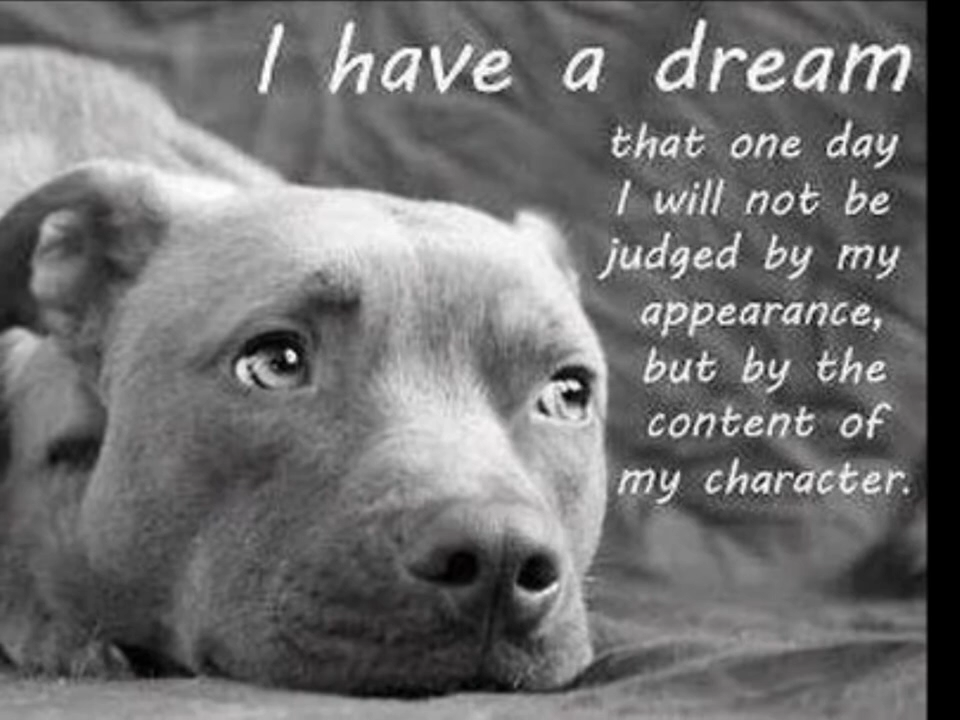 I have a dream
that one day
I will not be
judged by my
appearance,
but by the
content of
my character.